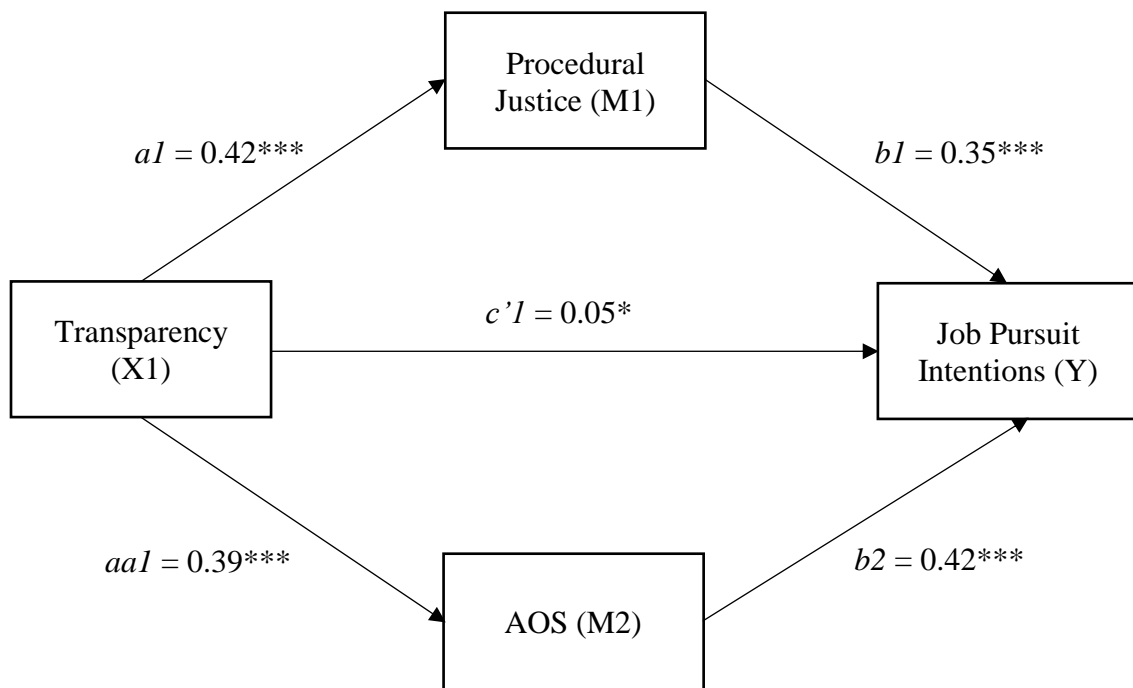 Procedural
Justice (M1)
a1 = 0.42***
b1 = 0.35***
Transparency
(X1)
c’1 = 0.05*
Job Pursuit
Intentions (Y)
aa1 = 0.39***
b2 = 0.42***
AOS (M2)